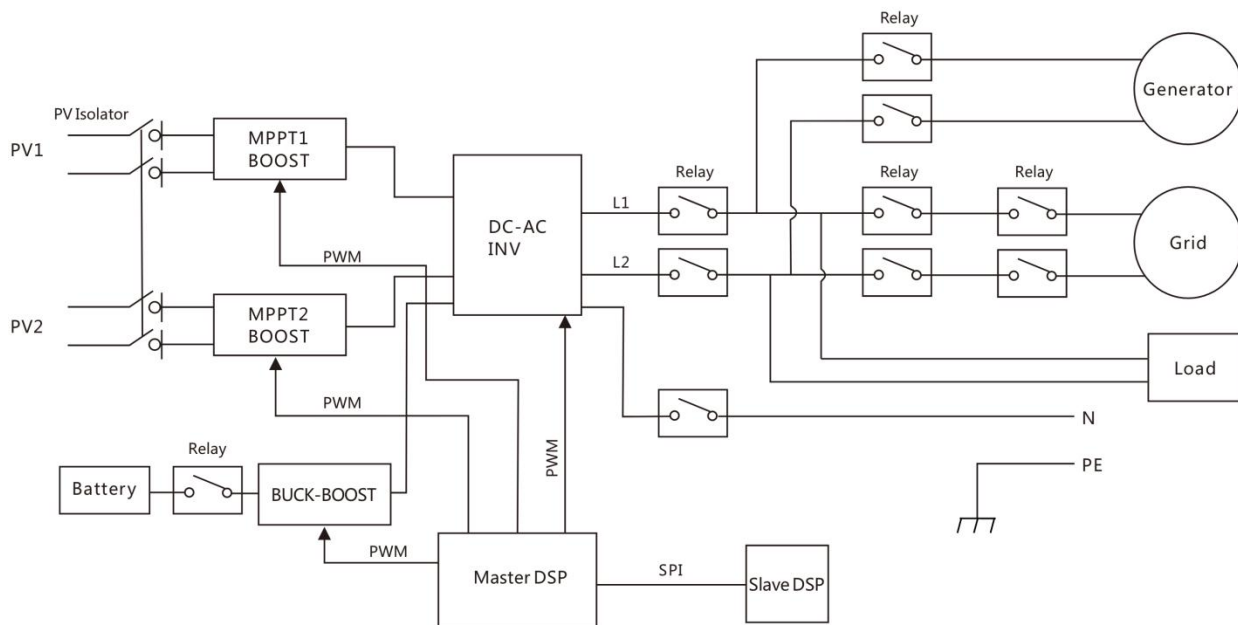 Relay
Generator
PV Isolator
PV1
MPPT1
BOOST
Relay
Relay
Relay
L1
DC-AC
INV
Grid
PWM
L2
PV2
MPPT2
BOOST
Load
PWM
N
Relay
PWM
PE
Battery
BUCK-BOOST
PWM
Master DSP
SPI
Slave DSP